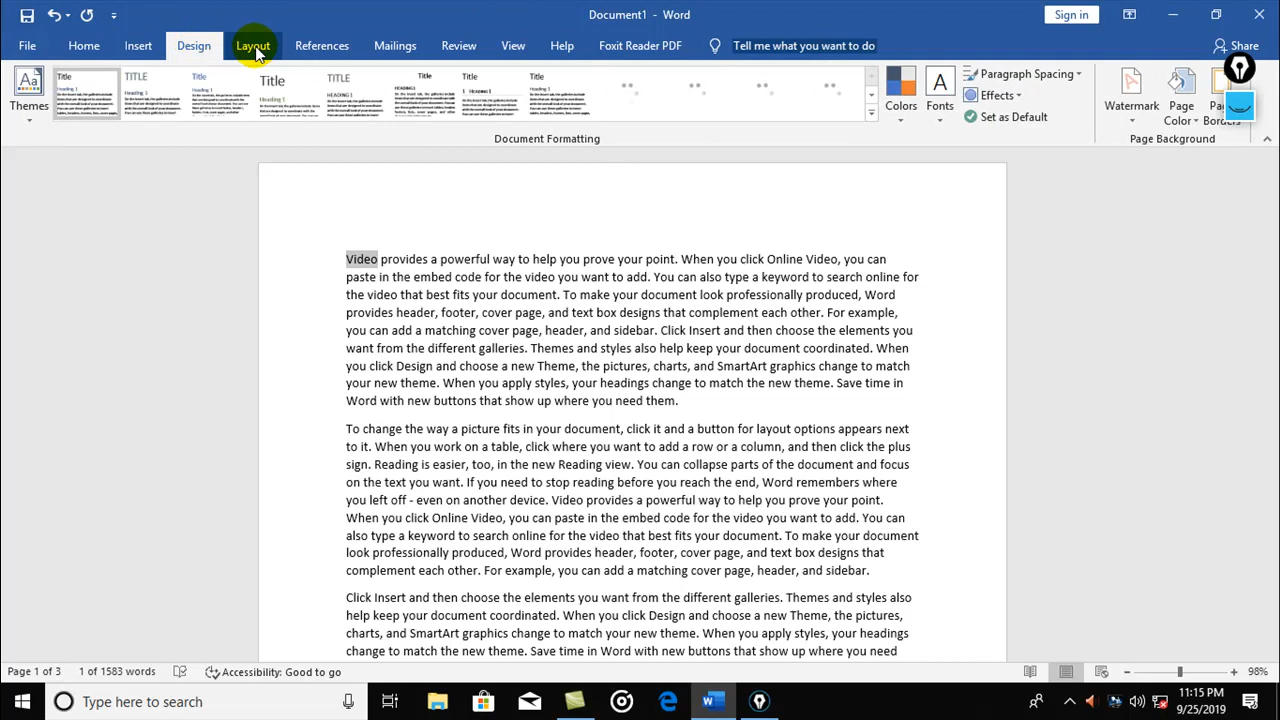 Document1 - Word
Sign in
File Home Insert Design Layout References Mailings Review View Help Foxit Reader PDF Tell me what you want to do Share
Themes
Title
Heading 1
TITLE
Heading 1
Title
Heading 1
Title
Heading 1
TITLE
HEADING 1
Title
HEADING 1
Title
1 Heading 1
Title
HEADING 1
Colors
Fonts
Paragraph Spacing
Effects
Set as Default
Watermark
Page
Color
Borders
Document Formatting
Page Background
Video provides a powerful way to help you prove your point. When you click Online Video, you can
paste in the embed code for the video you want to add. You can also type a keyword to search online for
the video that best fits your document. To make your document look professionally produced, Word
provides header, footer, cover page, and text box designs that complement each other. For example,
you can add a matching cover page, header, and sidebar. Click Insert and then choose the elements you
want from the different galleries. Themes and styles also help keep your document coordinated. When
you click Design and choose a new Theme, the pictures, charts, and SmartArt graphics change to match
your new theme. When you apply styles, your headings change to match the new theme. Save time in
Word with new buttons that show up where you need them.
To change the way a picture fits in your document, click it and a button for layout options appears next
to it. When you work on a table, click where you want to add a row or a column, and then click the plus
sign. Reading is easier, too, in the new Reading view. You can collapse parts of the document and focus
on the text you want. If you need to stop reading before you reach the end, Word remembers where
you left off - even on another device. Video provides a powerful way to help you prove your point.
When you click Online Video, you can paste in the embed code for the video you want to add. You can
also type a keyword to search online for the video that best fits your document. To make your document
look professionally produced, Word provides header, footer, cover page, and text box designs that
complement each other. For example, you can add a matching cover page, header, and sidebar.
Click Insert and then choose the elements you want from the different galleries. Themes and styles also
help keep your document coordinated. When you click Design and choose a new Theme, the pictures,
charts, and SmartArt graphics change to match your new theme. When you apply styles, your headings
change to match the new theme. Save time in Word with new buttons that show up where you need
Page 1 of 3 1 of 1583 words Accessibility: Good to go 98%
Type here to search
11:15 PM
9/25/2019